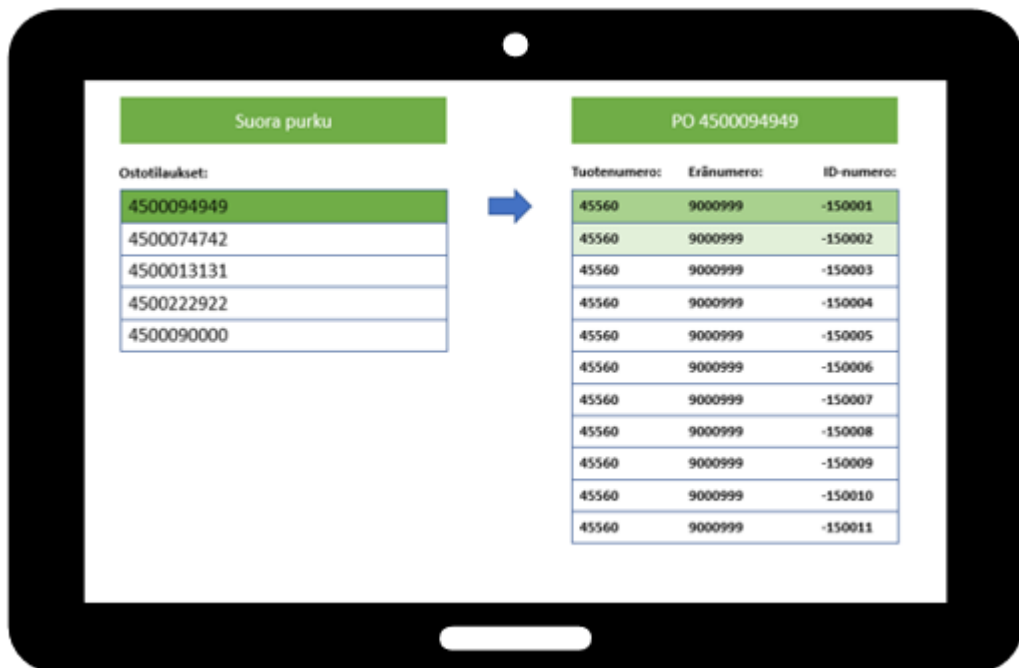 Suora purku
Ostotilaukset:
4500094949
4500074742
4500013131
4500222922
4500090000
PO 4500094949
Tuotenumero: Eränumero: ID-numero:
45560 9000999 -150001
45560 9000999 -150002
45560 9000999 -150003
45560 9000999 -150004
45560 9000999 -150005
45560 9000999 -150006
45560 9000999 -150007
45560 9000999 -150008
45560 9000999 -150009
45560 9000999 -150010
45560 9000999 -150011